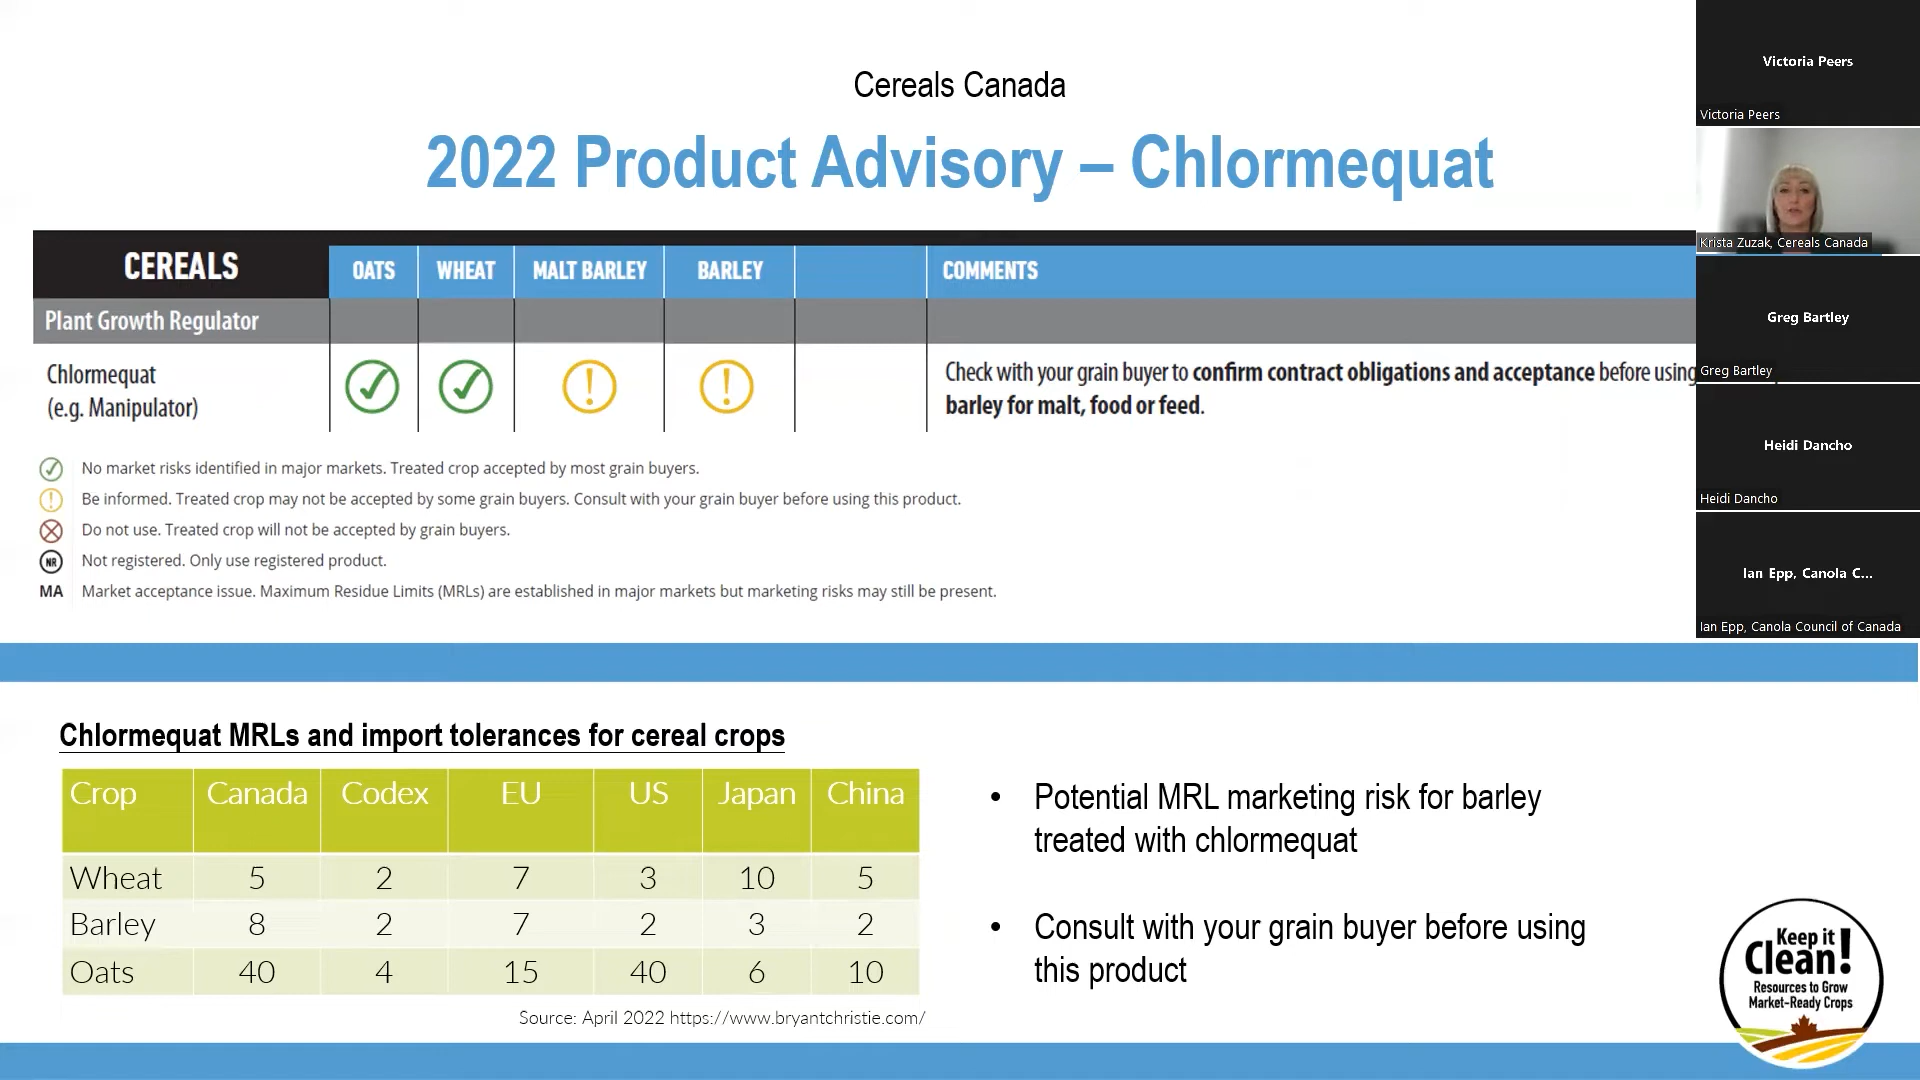 Cereals Canada
2022 Product Advisory – Chlormequat
CEREALS OATS WHEAT MALT BARLEY BARLEY COMMENTS
Plant Growth Regulator
Chlormequat
(e.g. Manipulator)
! !
Check with your grain buyer to confirm contract obligations and acceptance before using
barley for malt, food or feed.
No market risks identified in major markets. Treated crop accepted by most grain buyers.
! Be informed. Treated crop may not be accepted by some grain buyers. Consult with your grain buyer before using this product.
Do not use. Treated crop will not be accepted by grain buyers.
NR Not registered. Only use registered product.
MA Market acceptance issue. Maximum Residue Limits (MRLs) are established in major markets but marketing risks may still be present.
Victoria Peers
Victoria Peers
Krista Zuzak, Cereals Canada
Greg Bartley
Greg Bartley
Heidi Dancho
Heidi Dancho
Ian Epp, Canola C...
Ian Epp, Canola Council of Canada
Chlormequat MRLs and import tolerances for cereal crops
Crop Canada Codex EU US Japan China
Wheat 5 2 7 3 10 5
Barley 8 2 7 2 3 2
Oats 40 4 15 40 6 10
Source: April 2022 https://www.bryantchristie.com/
• Potential MRL marketing risk for barley
treated with chlormequat
• Consult with your grain buyer before using
this product
Keep it
Clean!
Resources to Grow
Market-Ready Crops